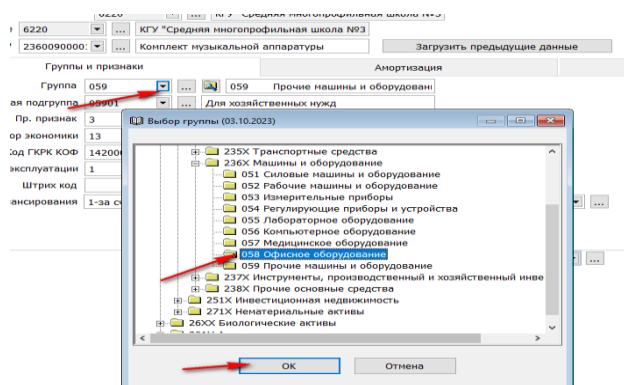 6220 ... КГУ "Средняя многопрофильная школа №3
е 6220 ... КГУ "Средняя многопрофильная школа №3
2360090000: ... Комплект музыкальной аппаратуры Загрузить предыдущие данные
Группы и признаки Амортизация
Группа 059 ... 059 Прочие машины и оборудован
ая подгруппа 05901 ... Для хозяйственных нужд
Пр. признак 3
ор экономики 13
Код ГКРК КОФ 14200
эксплуатации 1
Штрих код
ансирования 1-за с ...
...
Выбор группы (03.10.2023)
235X Транспортные средства
236X Машины и оборудование
051 Силовые машины и оборудование
052 Рабочие машины и оборудование
053 Измерительные приборы
054 Регулирующие приборы и устройства
055 Лабораторное оборудование
056 Компьютерное оборудование
057 Медицинское оборудование
058 Офисное оборудование
059 Прочие машины и оборудование
237X Инструменты, производственный и хозяйственный инве
238X Прочие основные средства
251X Инвестиционная недвижимость
271X Нематериальные активы
26XX Биологические активы
OK Отмена